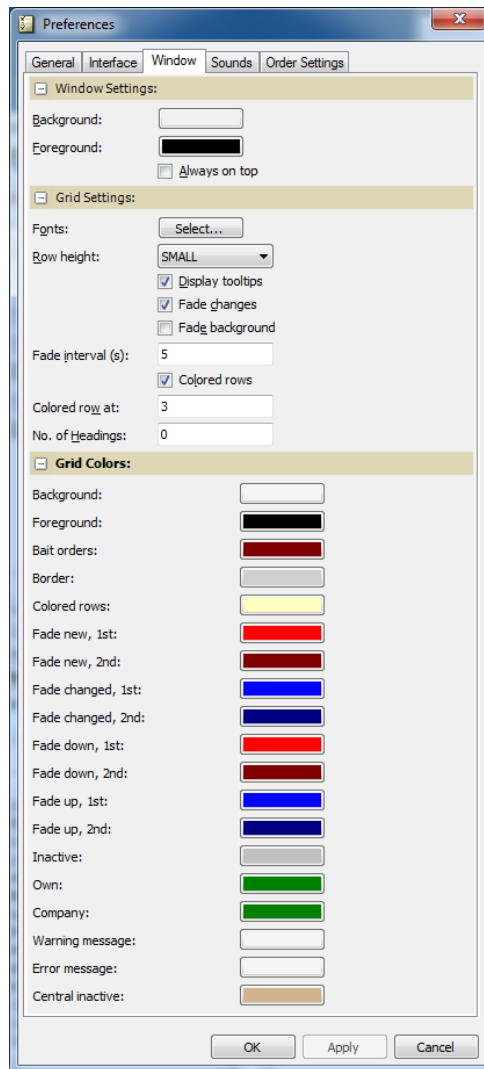 Preferences
General Interface Window Sounds Order Settings
Window Settings:
Background:
Foreground:
Always on top
Grid Settings:
Fonts: Select...
Row height: SMALL
Display tooltips
Fade changes
Fade background
Fade interval (s): 5
Colored rows
Colored row at: 3
No. of Headings: 0
Grid Colors:
Background:
Foreground:
Bait orders:
Border:
Colored rows:
Fade new, 1st:
Fade new, 2nd:
Fade changed, 1st:
Fade changed, 2nd:
Fade down, 1st:
Fade down, 2nd:
Fade up, 1st:
Fade up, 2nd:
Inactive:
Own:
Company:
Warning message:
Error message:
Central inactive:
OK Apply Cancel